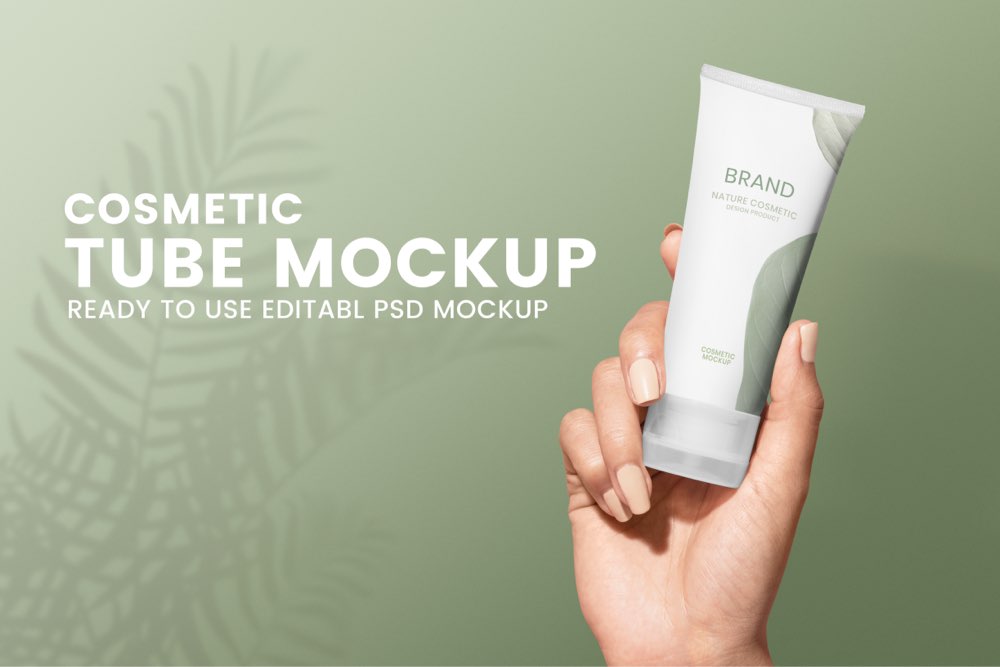 COSMETIC
TUBE MOCKUP
READY TO USE EDITABL PSD MOCKUP
BRAND
NATURE COSMETIC
DESIGN PRODUCT
COSMETIC
MOCKUP